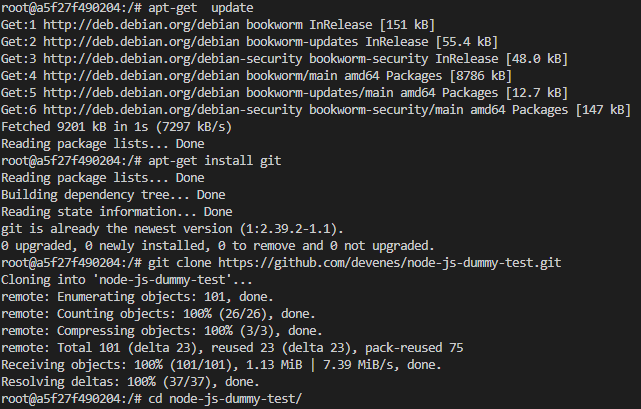 root@a5f27f490204:/# apt-get  update
Get:1 http://deb.debian.org/debian bookworm InRelease [151 kB]
Get:2 http://deb.debian.org/debian bookworm-updates InRelease [55.4 kB]
Get:3 http://deb.debian.org/debian-security bookworm-security InRelease [48.0 kB]
Get:4 http://deb.debian.org/debian bookworm/main amd64 Packages [8786 kB]
Get:5 http://deb.debian.org/debian bookworm-updates/main amd64 Packages [12.7 kB]
Get:6 http://deb.debian.org/debian-security bookworm-security/main amd64 Packages [147 kB]
Fetched 9201 kB in 1s (7297 kB/s)
Reading package lists... Done
root@a5f27f490204:/# apt-get install git
Reading package lists... Done
Building dependency tree... Done
Reading state information... Done
git is already the newest version (1:2.39.2-1.1).
0 upgraded, 0 newly installed, 0 to remove and 0 not upgraded.
root@a5f27f490204:/# git clone https://github.com/devenes/node-js-dummy-test.git
Cloning into 'node-js-dummy-test'...
remote: Enumerating objects: 101, done.
remote: Counting objects: 100% (26/26), done.
remote: Compressing objects: 100% (3/3), done.
remote: Total 101 (delta 23), reused 23 (delta 23), pack-reused 75
Receiving objects: 100% (101/101), 1.13 MiB | 7.39 MiB/s, done.
Resolving deltas: 100% (37/37), done.
root@a5f27f490204:/# cd node-js-dummy-test/